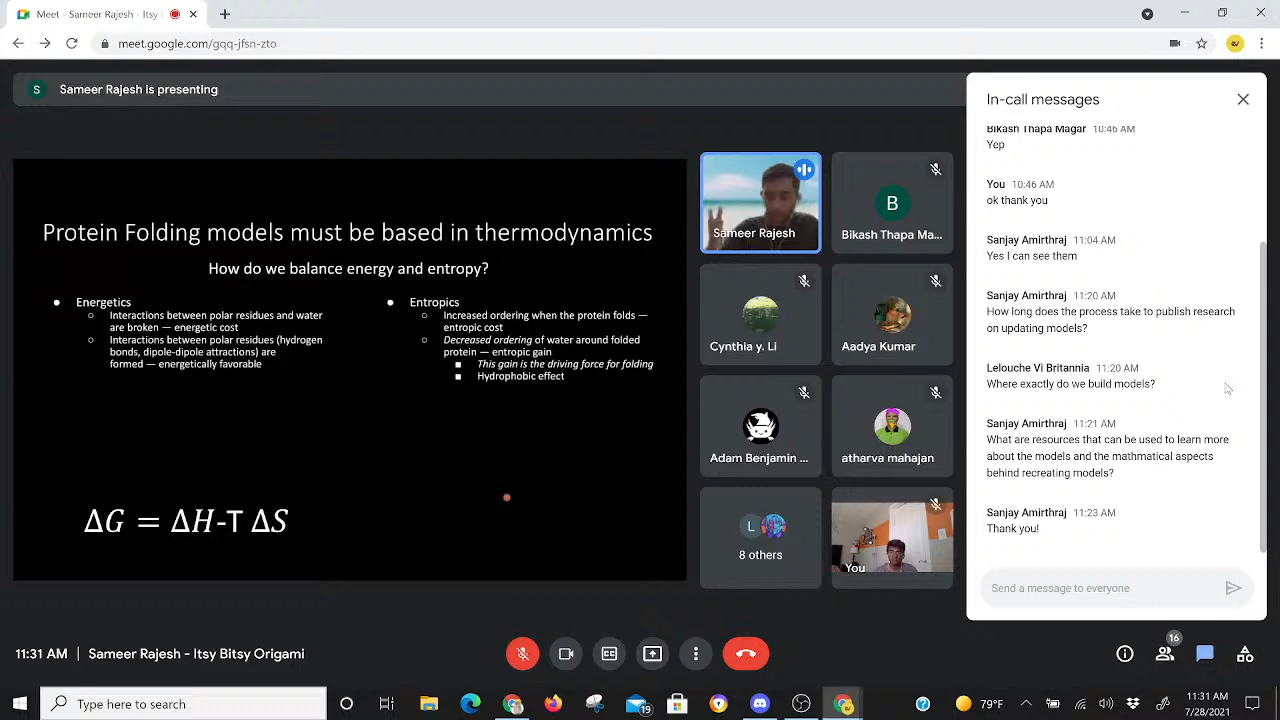 Meet - Sameer Rajesh - Itsy
meet.google.com/gqq-jfsn-zto
S
Sameer Rajesh is presenting
Protein Folding models must be based in thermodynamics
How do we balance energy and entropy?
Energetics
Interactions between polar residues and water
are broken — energetic cost
Interactions between polar residues (hydrogen
bonds, dipole-dipole attractions) are
formed — energetically favorable
Entropics
Increased ordering when the protein folds —
entropic cost
Decreased ordering of water around folded
protein — entropic gain
This gain is the driving force for folding
Hydrophobic effect
ΔG = ΔH-T ΔS
Sameer Rajesh
B
Bikash Thapa Ma...
Cynthia y. Li
Aadya Kumar
Adam Benjamin ...
atharva mahajan
L
8 others
You
In-call messages
Bikash Thapa Magar 10:46 AM
Yep
You 10:46 AM
ok thank you
Sanjay Amirthraj 11:04 AM
Yes I can see them
Sanjay Amirthraj 11:20 AM
How long does the process take to publish research
on updating models?
Lelouche Vi Britannia 11:20 AM
Where exactly do we build models?
Sanjay Amirthraj 11:21 AM
What are resources that can be used to learn more
about the models and the mathmatical aspects
behind recreating models?
Sanjay Amirthraj 11:23 AM
Thank you!
Send a message to everyone
11:31 AM | Sameer Rajesh - Itsy Bitsy Origami
16
Type here to search
19
79°F
11:31 AM
7/28/2021